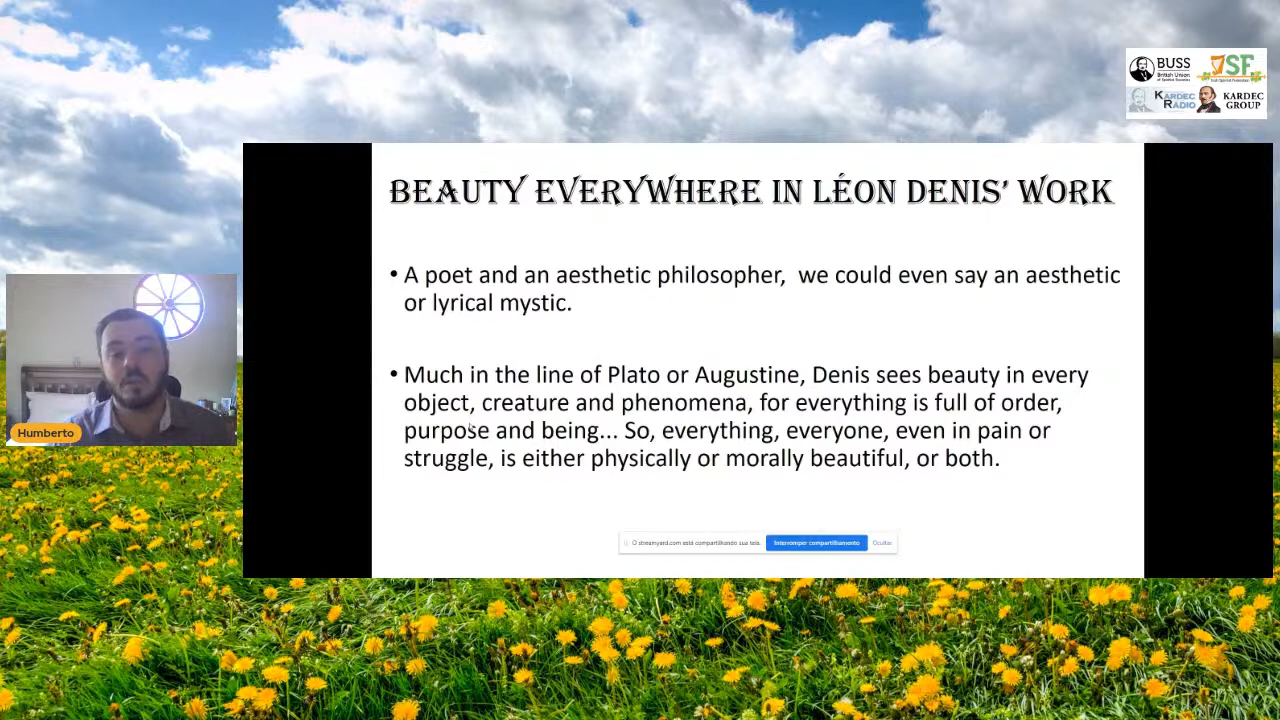 BUSS
British Union
of Spiritist Societies
JSF
KARDEC
RADIO
KARDEC
GROUP
BEAUTY EVERYWHERE IN LÉON DENIS' WORK
• A poet and an aesthetic philosopher, we could even say an aesthetic
or lyrical mystic.
• Much in the line of Plato or Augustine, Denis sees beauty in every
object, creature and phenomena, for everything is full of order,
purpose and being... So, everything, everyone, even in pain or
struggle, is either physically or morally beautiful, or both.
Humberto
O streamyard.com está compartilhando sua tela.
Interromper compartilhamento
Ocultar